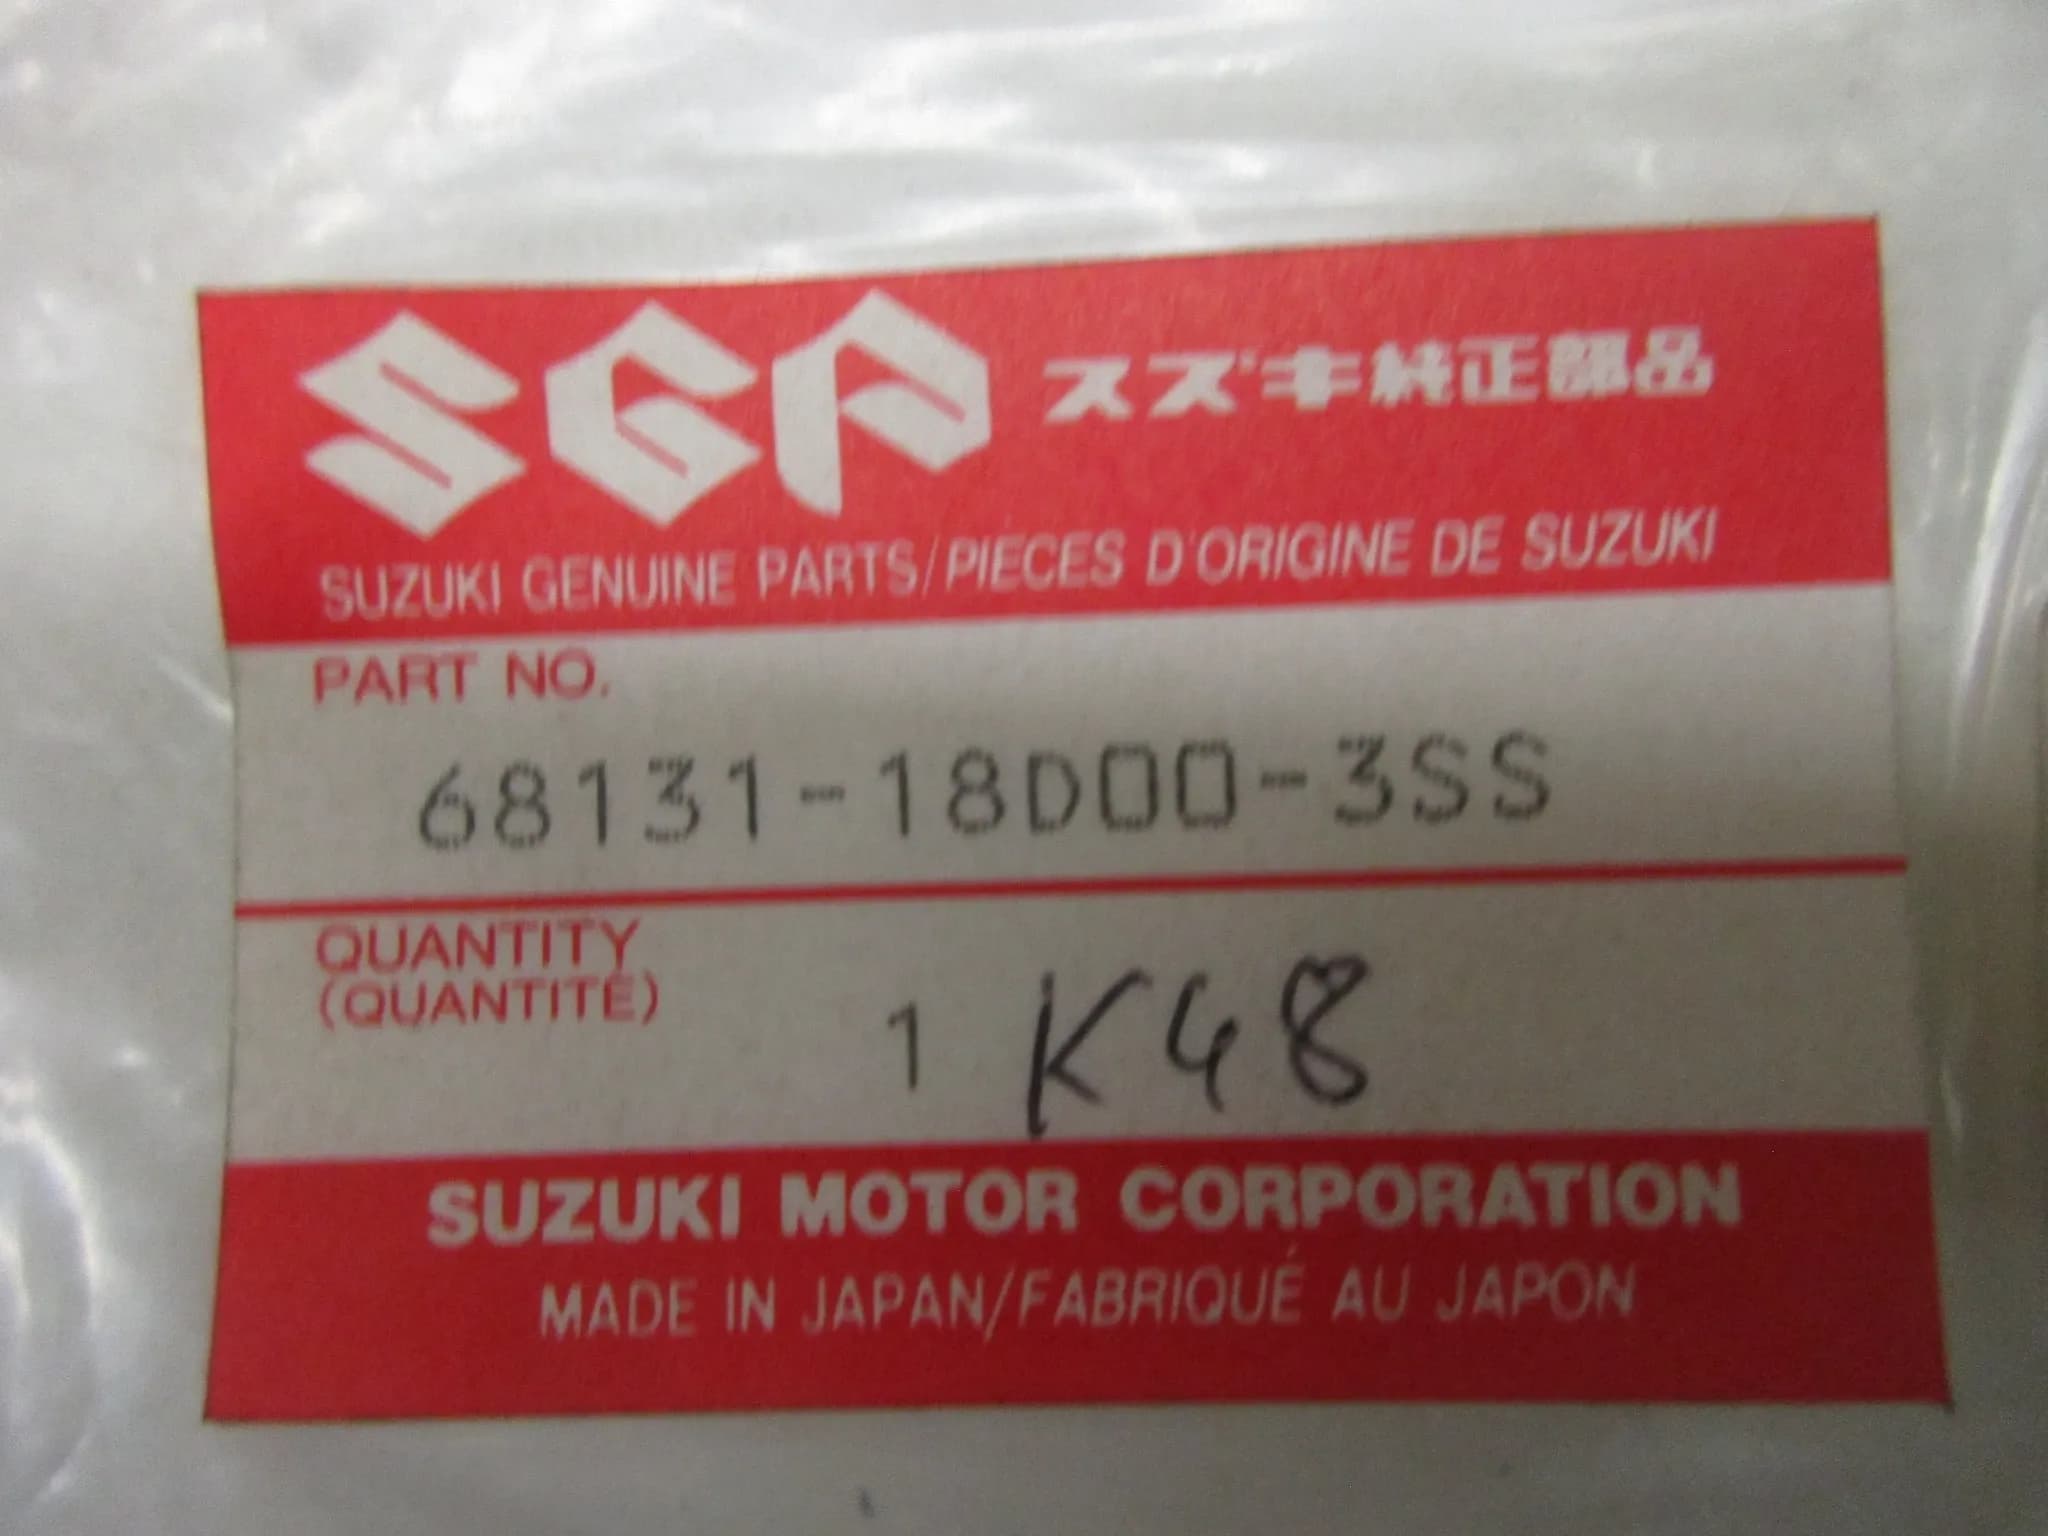 SGP スズキ純正部品
SUZUKI GENUINE PARTS/PIECES D'ORIGINE DE SUZUKI
PART NO.
68131-18D00-3SS
QUANTITY
(QUANTITÉ)
1 K48
SUZUKI MOTOR CORPORATION
MADE IN JAPAN/FABRIQUÉ AU JAPON